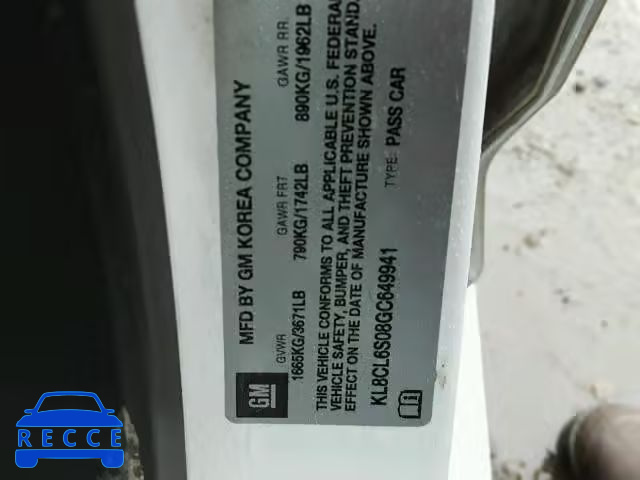 MFD BY GM KOREA COMPANY
GVWR GAWR FRT GAWR RR
1665KG/3671LB 790KG/1742LB 890KG/1962LB
THIS VEHICLE CONFORMS TO ALL APPLICABLE U.S. FEDERAL
VEHICLE SAFETY, BUMPER, AND THEFT PREVENTION STAND
EFFECT ON THE DATE OF MANUFACTURE SHOWN ABOVE.
KL8CL6S08GC649941 TYPE: PASS CAR
GM
RECCE